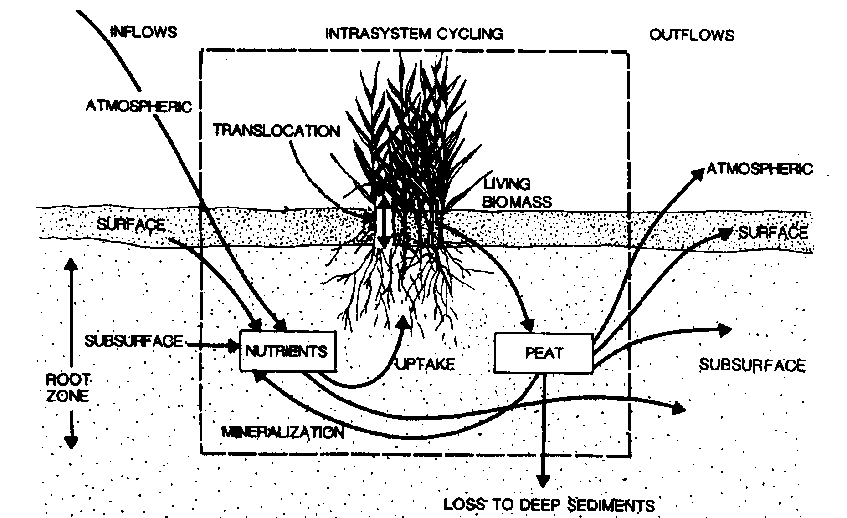 INFLOWS
INTRASYSTEM CYCLING
OUTFLOWS
ATMOSPHERIC
TRANSLOCATION
ATMOSPHERIC
LIVING
BIOMASS
SURFACE
SURFACE
SUBSURFACE
NUTRIENTS
UPTAKE
PEAT
SUBSURFACE
ROOT
ZONE
MINERALIZATION
LOSS TO DEEP SEDIMENTS